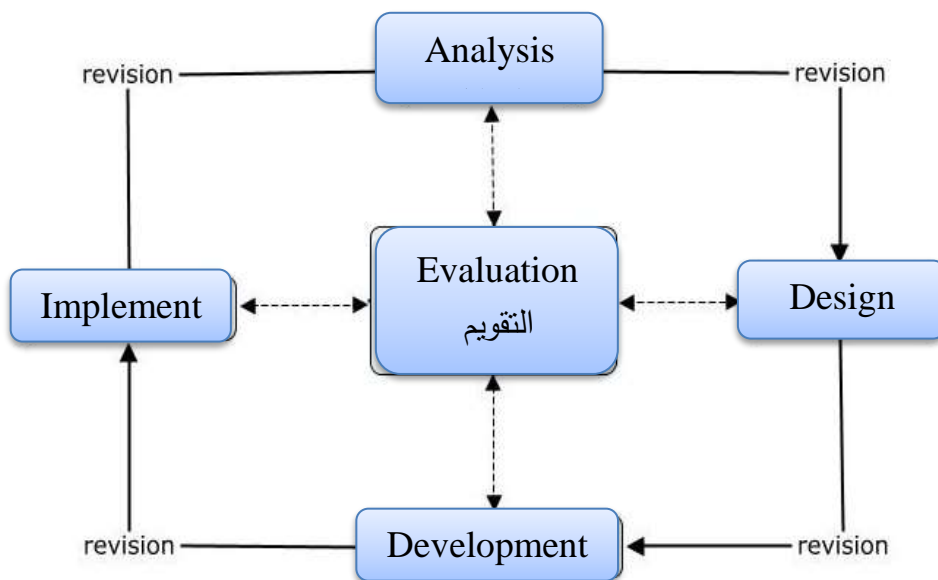 Analysis
revision
revision
Evaluation
التقويم
Implement
Design
revision
Development
revision